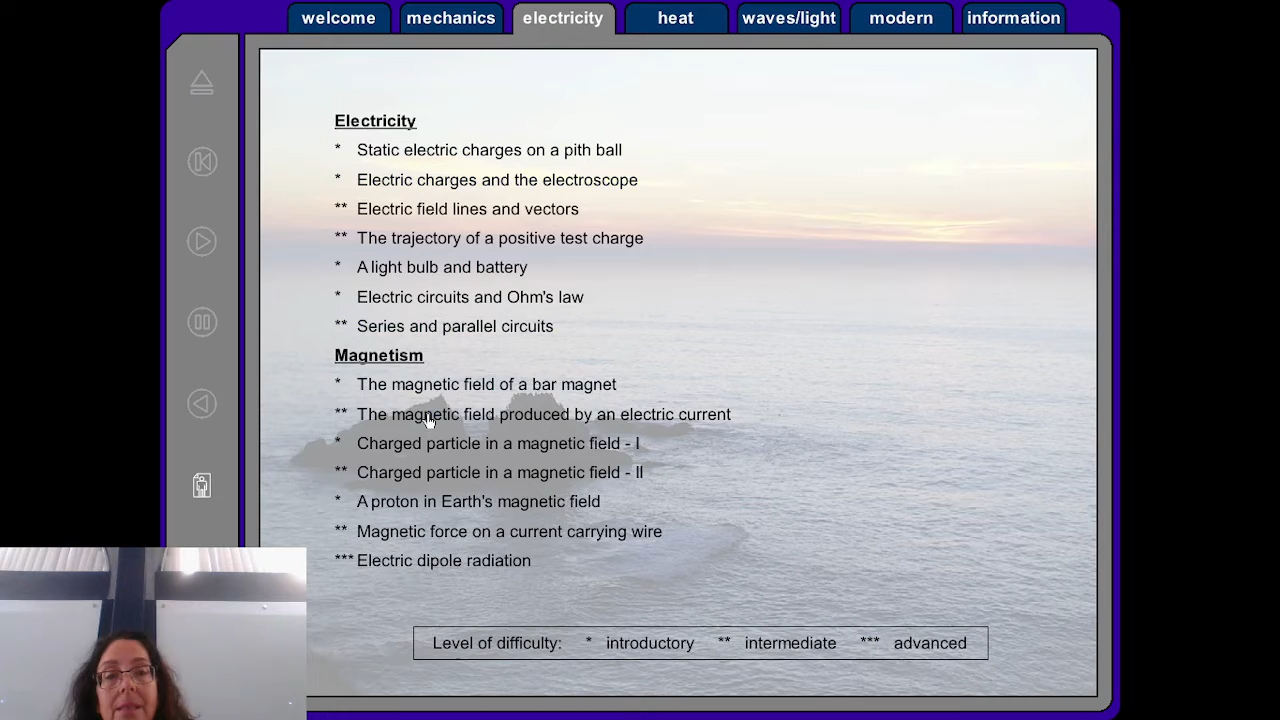 welcome mechanics electricity heat waves/light modern information
Electricity
* Static electric charges on a pith ball
* Electric charges and the electroscope
** Electric field lines and vectors
** The trajectory of a positive test charge
* A light bulb and battery
* Electric circuits and Ohm's law
** Series and parallel circuits
Magnetism
* The magnetic field of a bar magnet
** The magnetic field produced by an electric current
* Charged particle in a magnetic field - I
** Charged particle in a magnetic field - II
* A proton in Earth's magnetic field
** Magnetic force on a current carrying wire
*** Electric dipole radiation
Level of difficulty: * introductory ** intermediate *** advanced